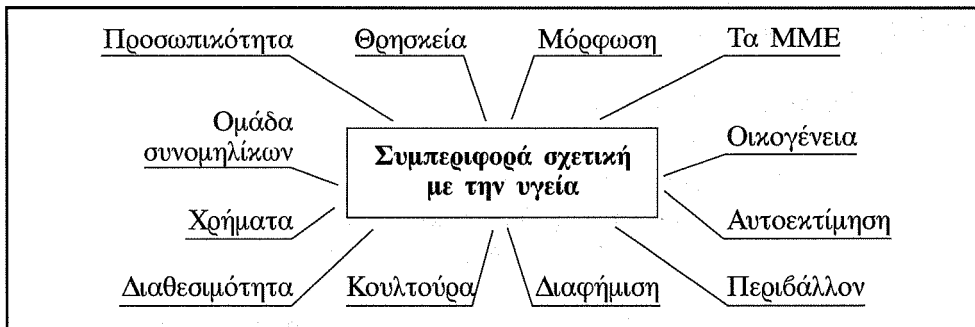 Προσωπικότητα
Θρησκεία
Μόρφωση
Τα ΜΜΕ
Ομάδα
συνομηλίκων
Συμπεριφορά σχετική
με την υγεία
Οικογένεια
Χρήματα
Αυτοεκτίμηση
Διαθεσιμότητα
Κουλτούρα
Διαφήμιση
Περιβάλλον